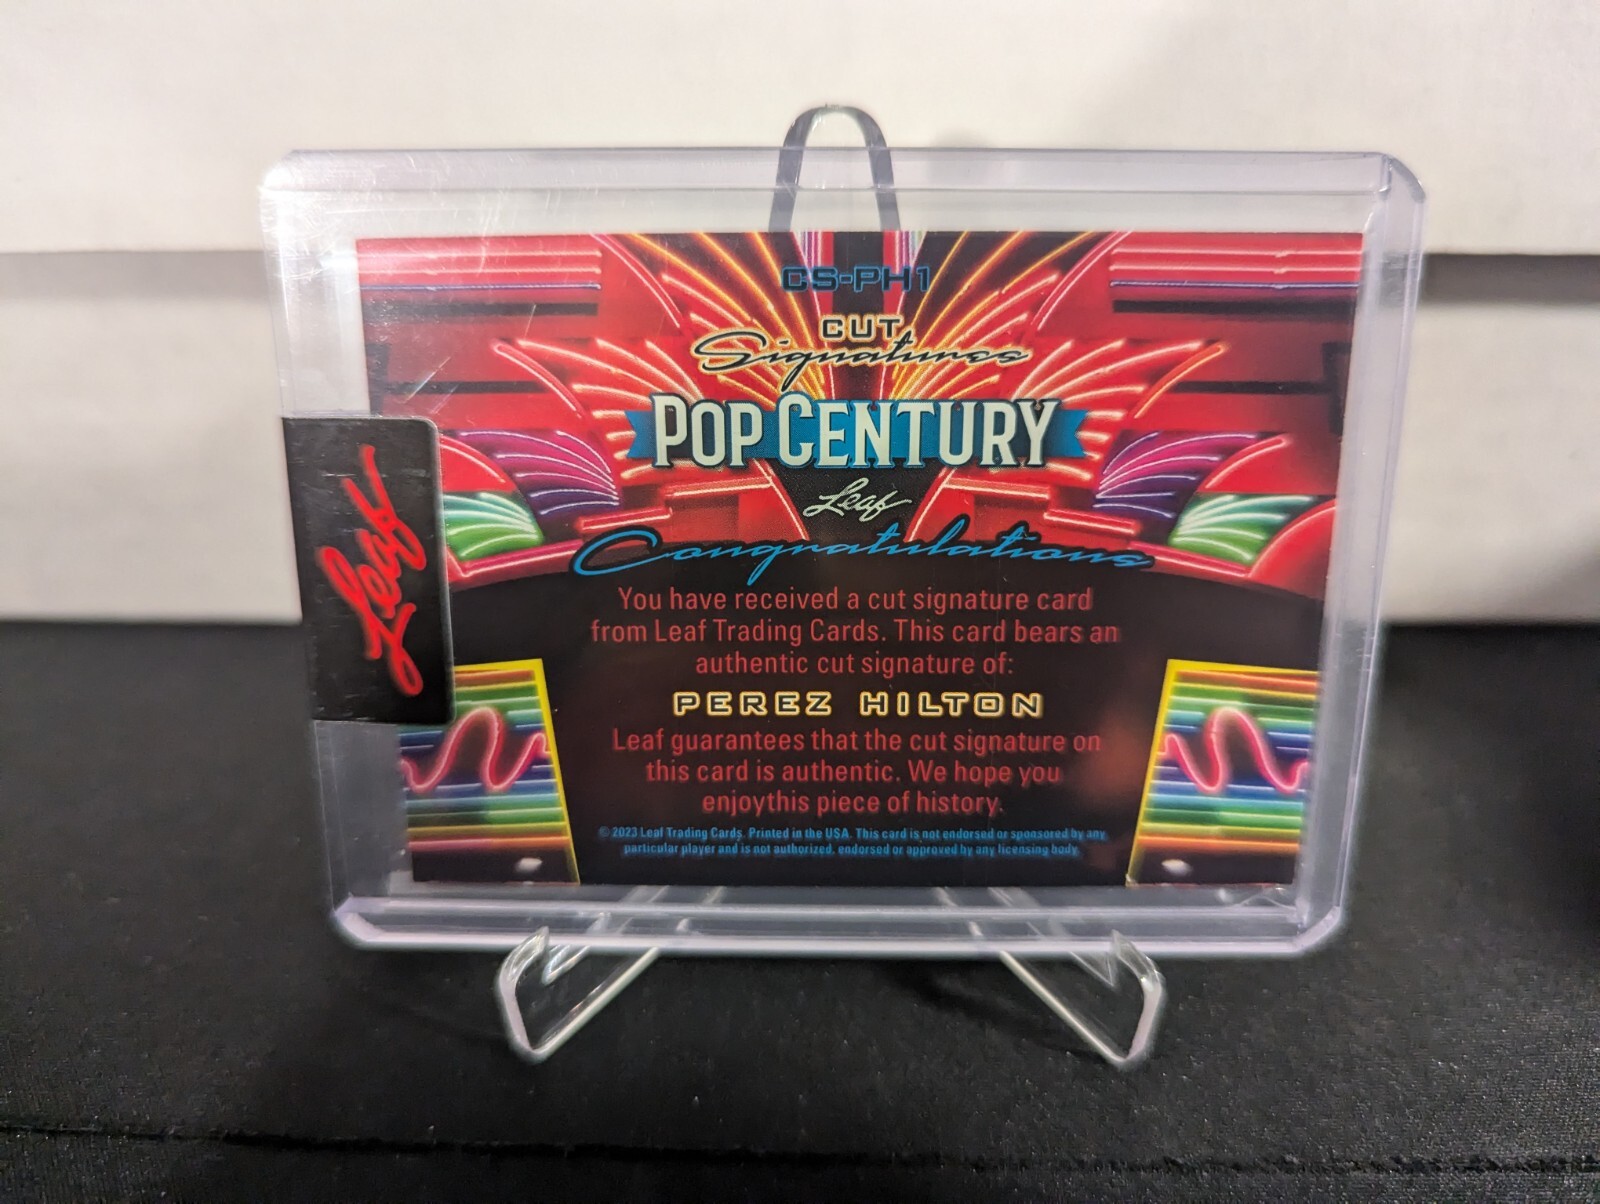 CS-PH1
CUT
Signatures
POP CENTURY
Leaf
Congratulations
You have received a cut signature card
from Leaf Trading Cards. This card bears an
authentic cut signature of:
PEREZ HILTON
Leaf guarantees that the cut signature on
this card is authentic. We hope you
enjoythis piece of history.
© 2023 Leaf Trading Cards. Printed in the USA. This card is not endorsed or sponsored by any
particular player and is not authorized, endorsed or approved by any licensing body.
Leaf